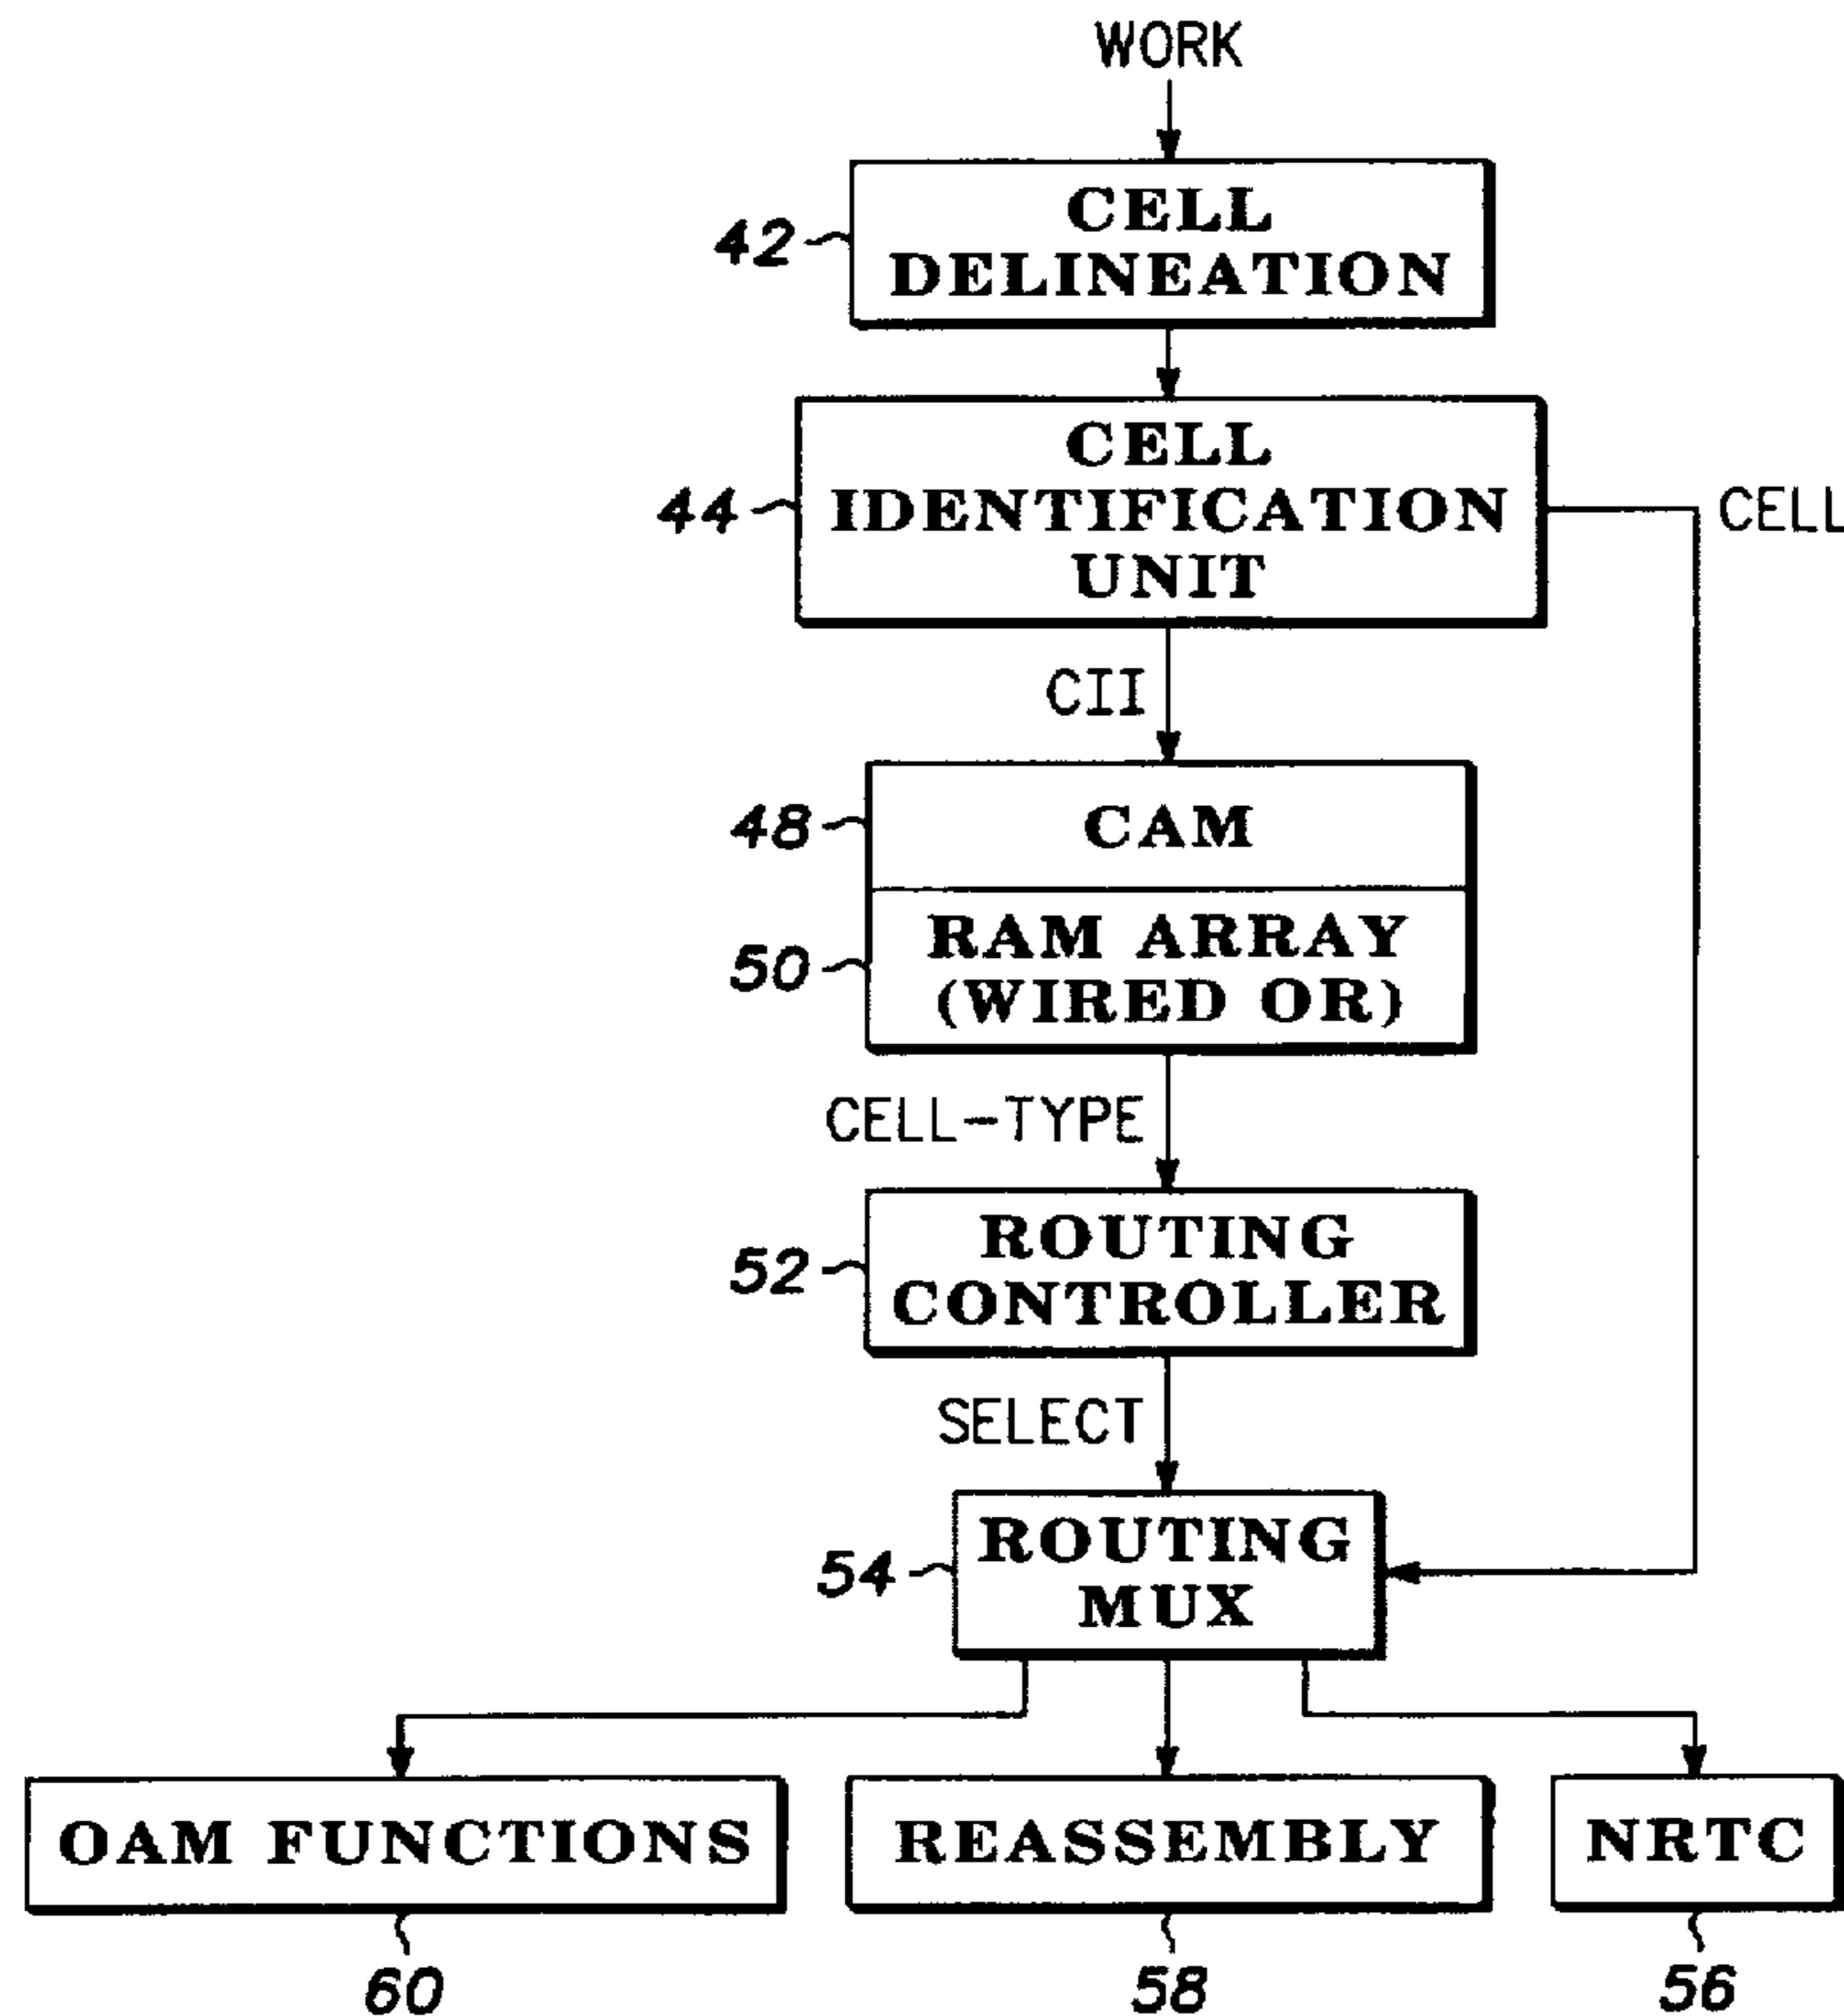 WORK
CELL
DELINEATION
42
CELL
IDENTIFICATION
UNIT
44
CELL
CII
CAM
48
RAM ARRAY
(WIRED OR)
50
CELL-TYPE
ROUTING
CONTROLLER
52
SELECT
ROUTING
MUX
54
OAM FUNCTIONS
REASSEMBLY
NRTC
60
58
56